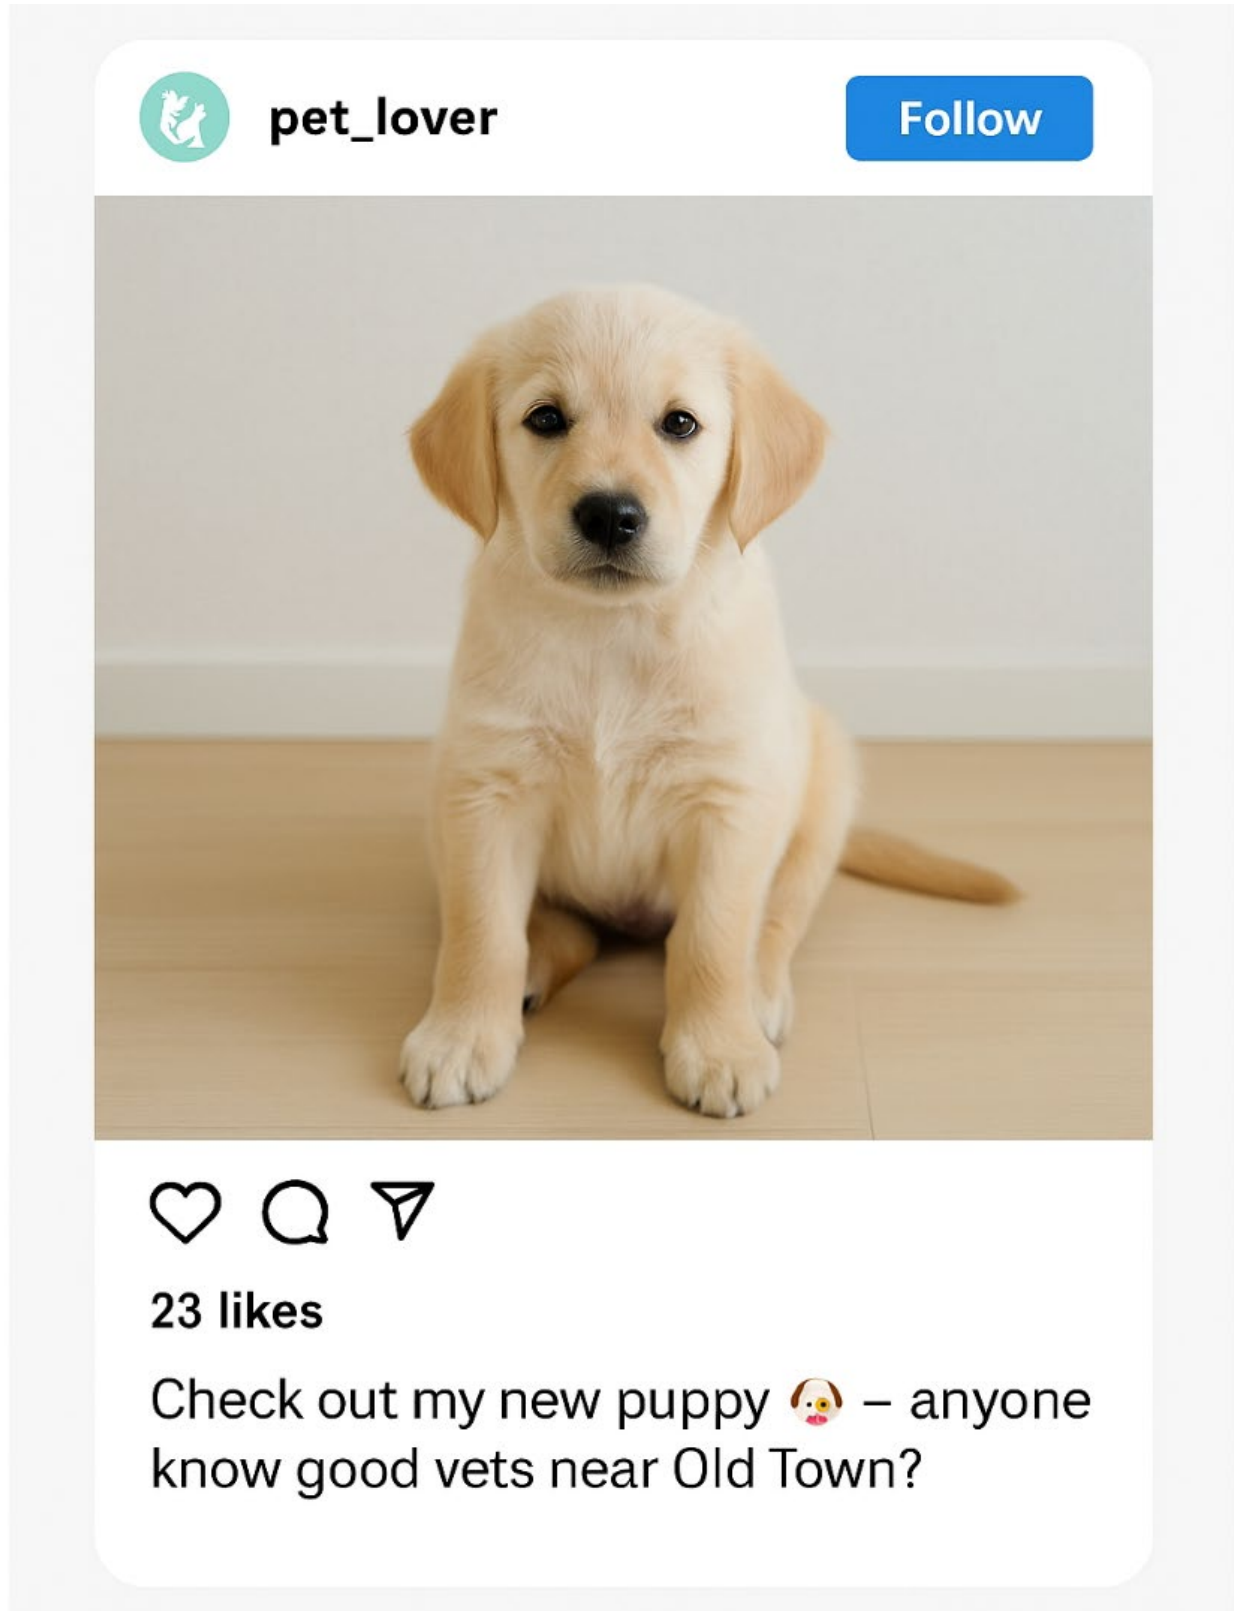 pet_lover
Follow
23 likes
Check out my new puppy 🐶 – anyone
know good vets near Old Town?